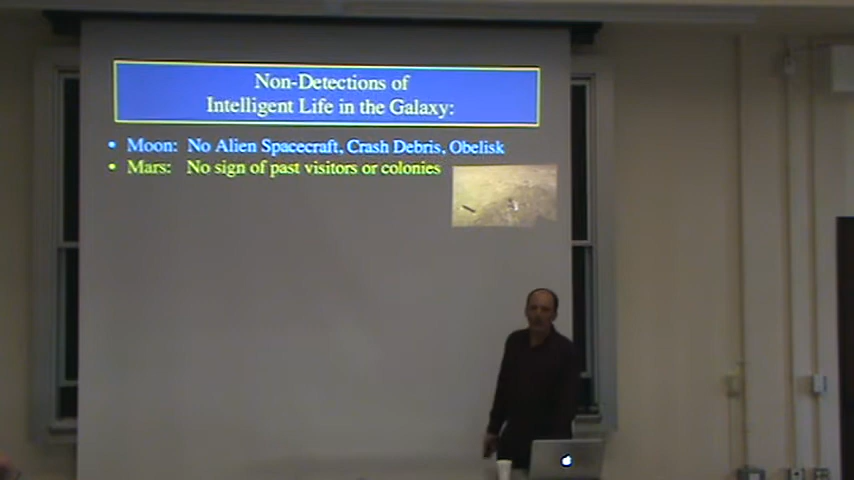 Non-Detections of
Intelligent Life in the Galaxy:
• Moon: No Alien Spacecraft, Crash Debris, Obelisk
• Mars: No sign of past visitors or colonies